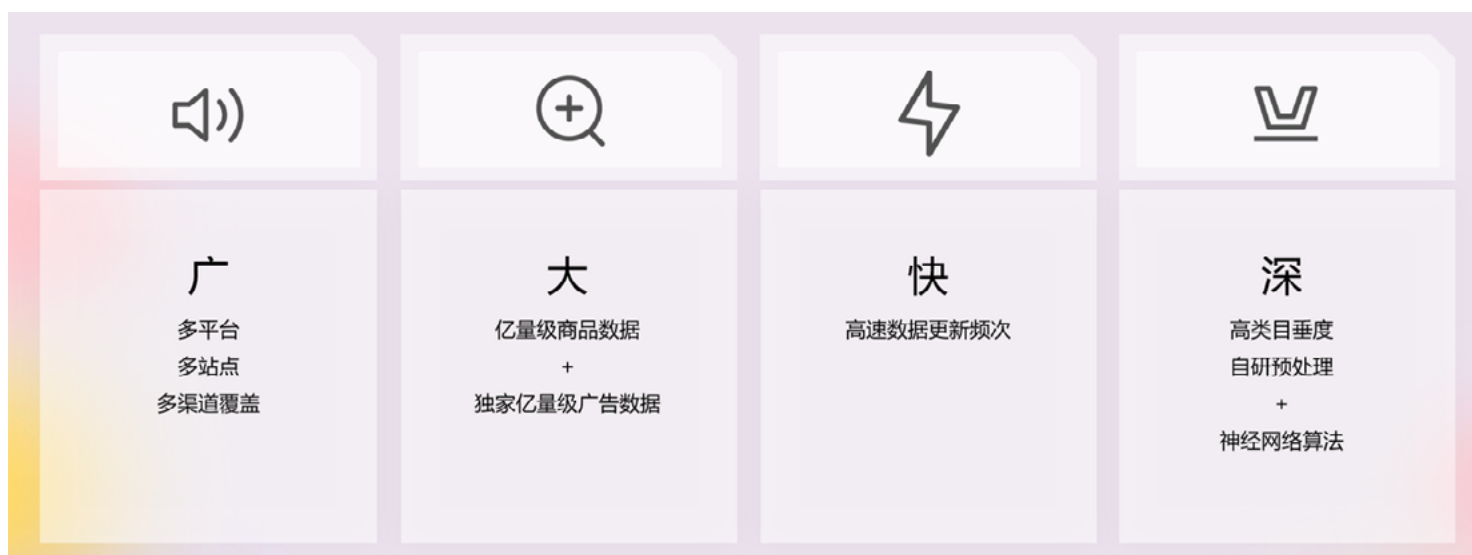 广
多平台
多站点
多渠道覆盖
大
亿量级商品数据
+
独家亿量级广告数据
快
高速数据更新频次
深
高类目垂度
自研预处理
+
神经网络算法